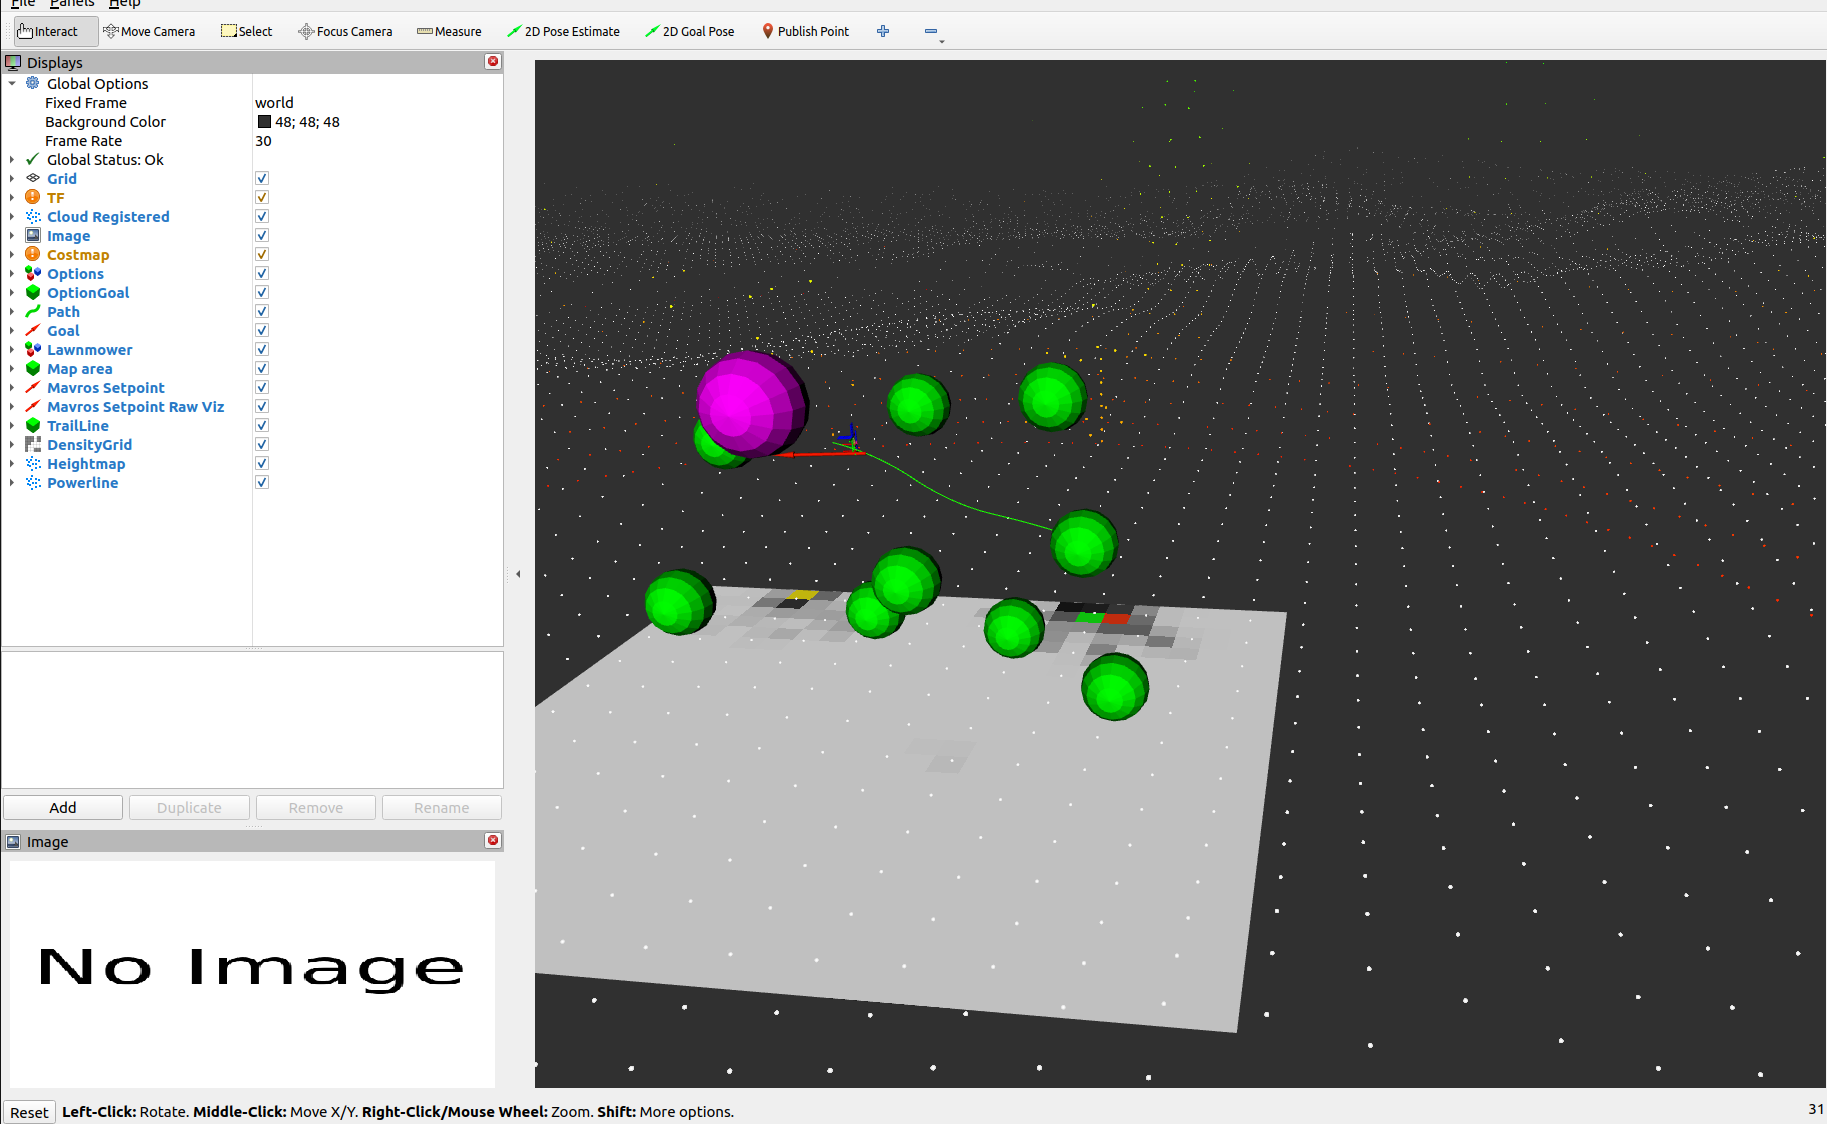 File Panels Help
Interact Move Camera Select Focus Camera Measure 2D Pose Estimate 2D Goal Pose Publish Point
Displays
Global Options
Fixed Frame world
Background Color 48; 48; 48
Frame Rate 30
Global Status: Ok
Grid
TF
Cloud Registered
Image
Costmap
Options
OptionGoal
Path
Goal
Lawnmower
Map area
Mavros Setpoint
Mavros Setpoint Raw Viz
TrailLine
DensityGrid
Heightmap
Powerline
Add Duplicate Remove Rename
Image
No Image
Reset Left-Click: Rotate. Middle-Click: Move X/Y. Right-Click/Mouse Wheel: Zoom. Shift: More options. 31